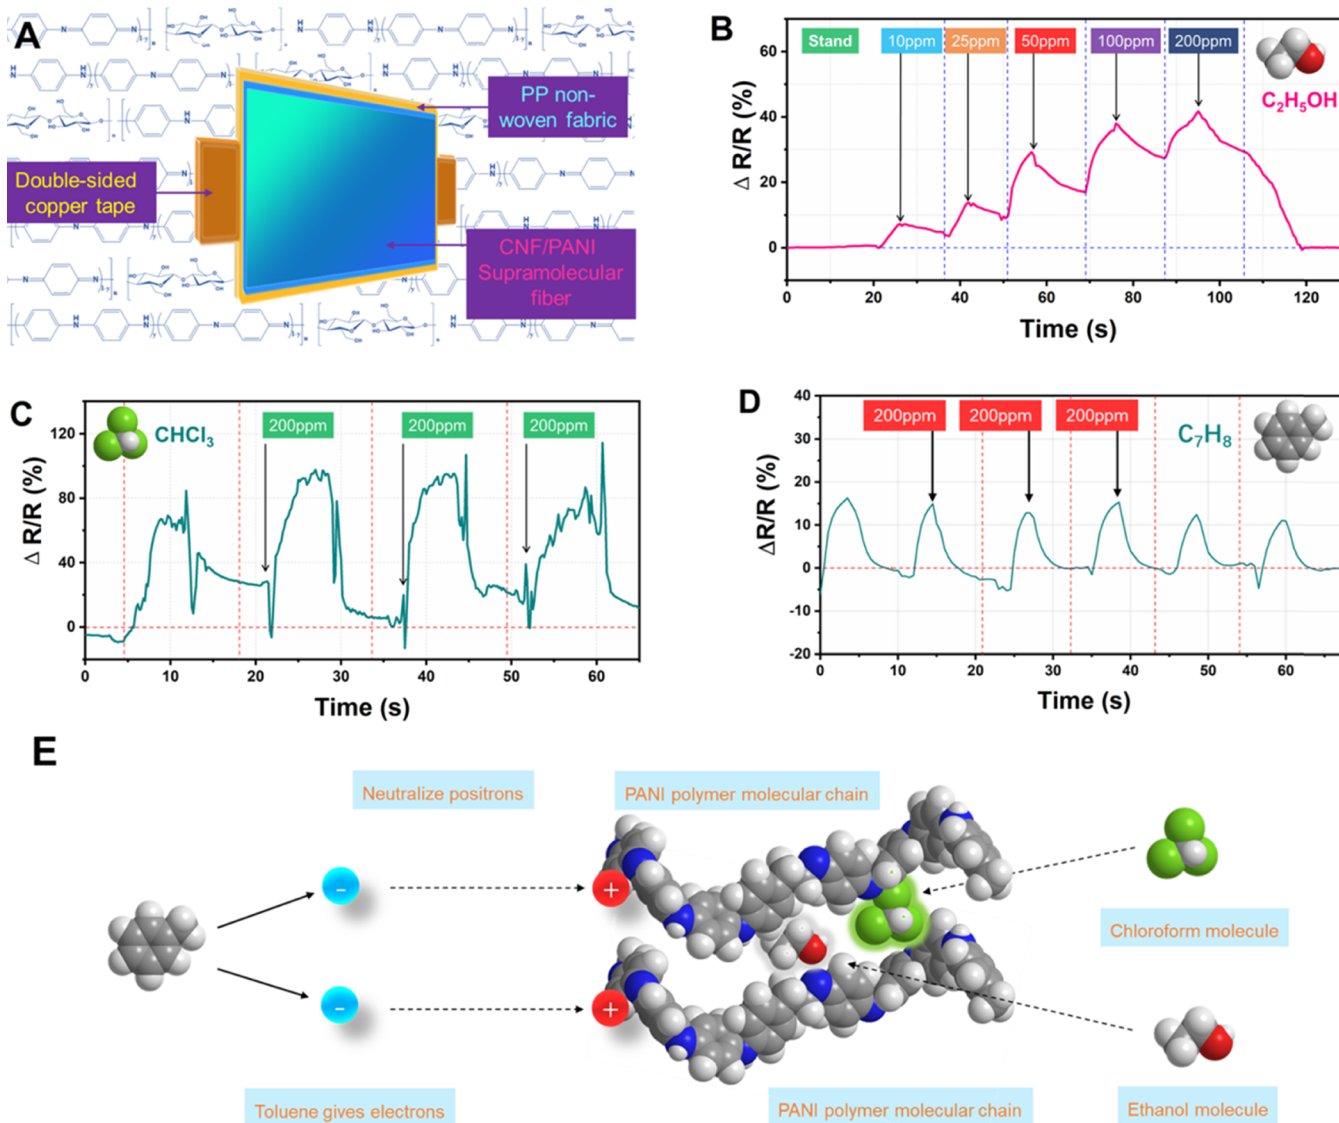 A
PP non-
woven fabric
Double-sided
copper tape
CNF/PANI
Supramolecular
fiber
B
Stand
10ppm
25ppm
50ppm
100ppm
200ppm
C₂H₅OH
60
40
20
0
Δ R/R (%)
0
20
40
60
80
100
120
Time (s)
C
CHCl₃
200ppm
200ppm
200ppm
120
80
40
0
Δ R/R (%)
0
10
20
30
40
50
60
Time (s)
D
200ppm
200ppm
200ppm
C₇H₈
40
30
20
10
0
-10
-20
ΔR/R (%)
0
10
20
30
40
50
60
Time (s)
E
Neutralize positrons
PANI polymer molecular chain
-
+
Chloroform molecule
-
+
Toluene gives electrons
PANI polymer molecular chain
Ethanol molecule